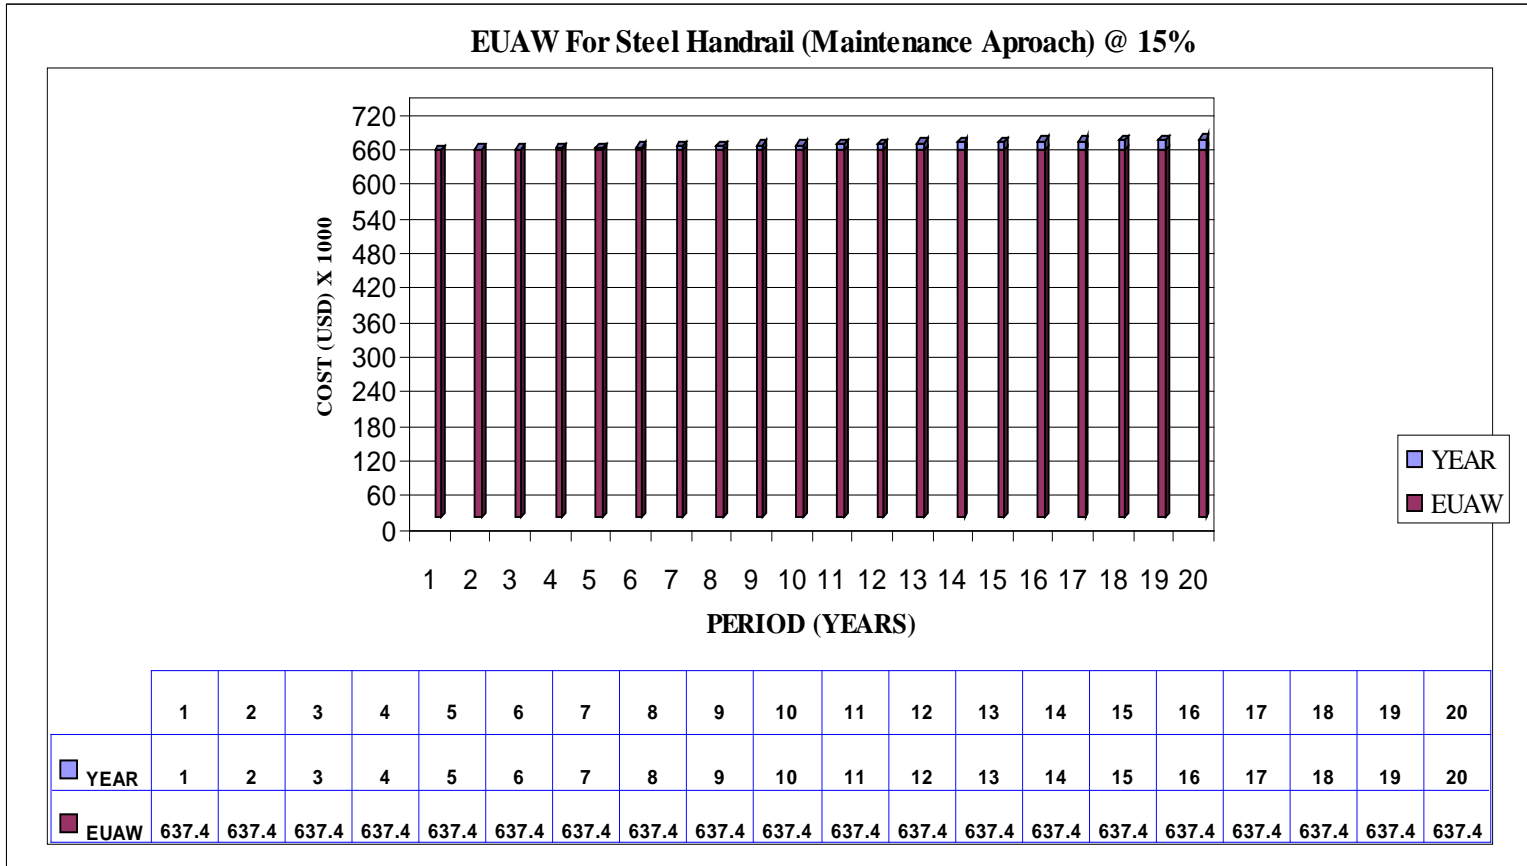 EUAW For Steel Handrail (Maintenance Aproach) @ 15%
720
660
600
540
480
420
360
300
240
180
120
60
0
COST (USD) X 1000
1 2 3 4 5 6 7 8 9 10 11 12 13 14 15 16 17 18 19 20
PERIOD (YEARS)
YEAR
EUAW
1 2 3 4 5 6 7 8 9 10 11 12 13 14 15 16 17 18 19 20
YEAR 1 2 3 4 5 6 7 8 9 10 11 12 13 14 15 16 17 18 19 20
EUAW 637.4 637.4 637.4 637.4 637.4 637.4 637.4 637.4 637.4 637.4 637.4 637.4 637.4 637.4 637.4 637.4 637.4 637.4 637.4 637.4